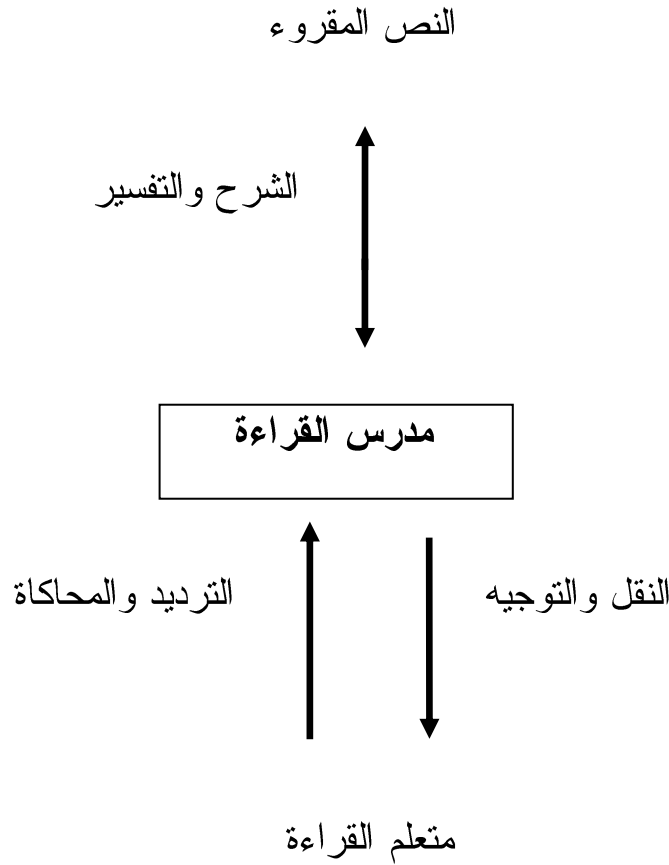 النص المقروء
الشرح والتفسير
مدرس القراءة
النقل والتوجيه
الترديد والمحاكاة
متعلم القراءة